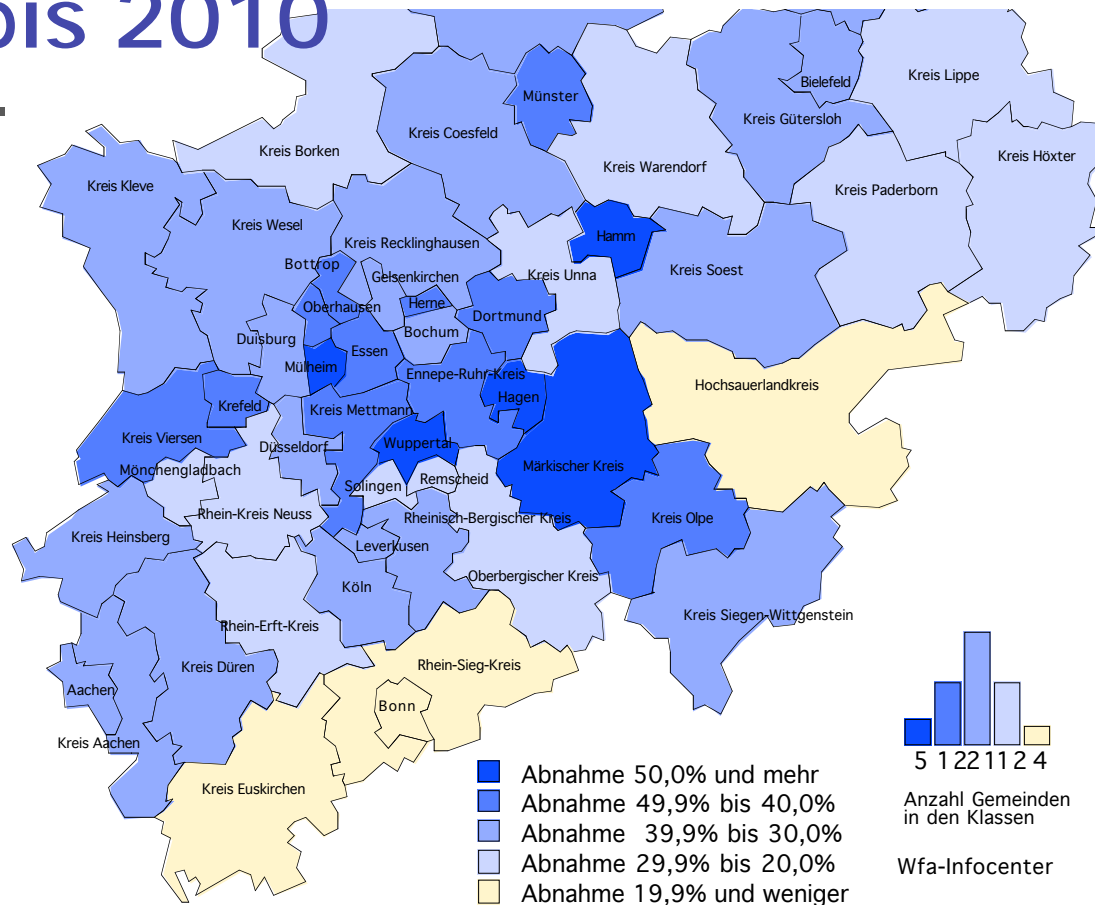 bis 2010
Bielefeld
Kreis Lippe
Münster
Kreis Gütersloh
Kreis Coesfeld
Kreis Borken
Kreis Höxter
Kreis Warendorf
Kreis Kleve
Kreis Paderborn
Kreis Wesel
Hamm
Kreis Recklinghausen
Bottrop
Kreis Soest
Gelsenkirchen
Kreis Unna
Oberhausen
Herne
Dortmund
Bochum
Duisburg
Essen
Mülheim
Ennepe-Ruhr-Kreis
Hochsauerlandkreis
Hagen
Krefeld
Kreis Mettmann
Kreis Viersen
Wuppertal
Düsseldorf
Märkischer Kreis
Mönchengladbach
Remscheid
Solingen
Rhein-Kreis Neuss
Rheinisch-Bergischer Kreis
Kreis Olpe
Kreis Heinsberg
Leverkusen
Oberbergischer Kreis
Köln
Kreis Siegen-Wittgenstein
Rhein-Erft-Kreis
Rhein-Sieg-Kreis
Kreis Düren
Aachen
Bonn
Kreis Aachen
Kreis Euskirchen
Abnahme 50,0% und mehr
Abnahme 49,9% bis 40,0%
Abnahme 39,9% bis 30,0%
Abnahme 29,9% bis 20,0%
Abnahme 19,9% und weniger
5 12 22 11 2 4
Anzahl Gemeinden
in den Klassen
Wfa-Infocenter